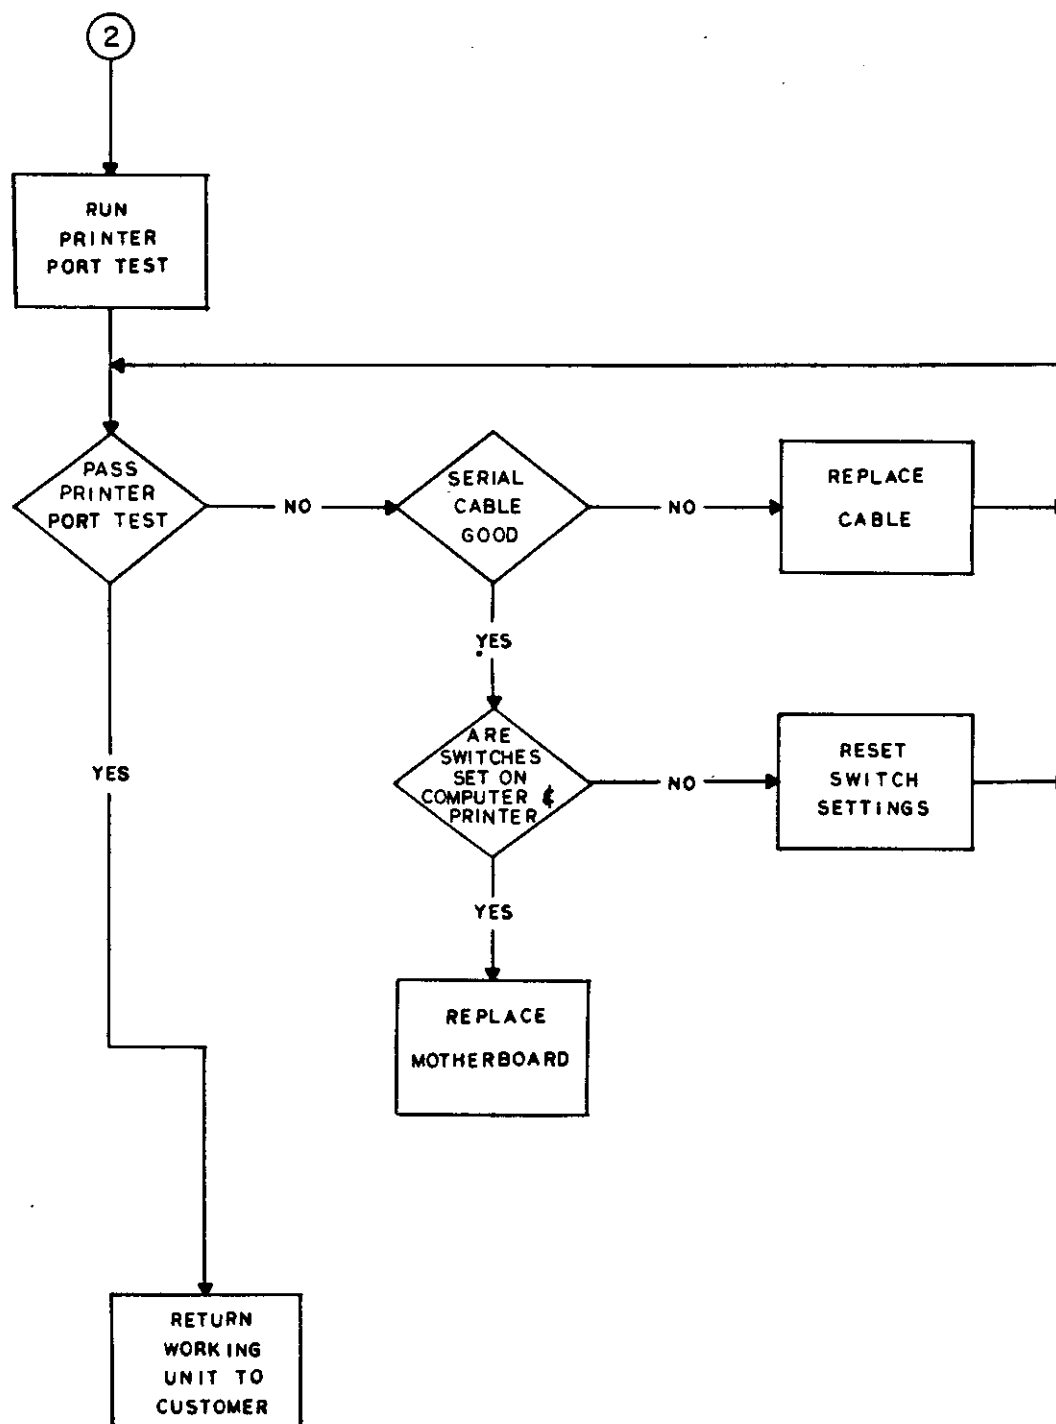 2
RUN
PRINTER
PORT TEST
PASS
PRINTER
PORT TEST
NO
SERIAL
CABLE
GOOD
NO
REPLACE
CABLE
YES
YES
ARE
SWITCHES
SET ON
COMPUTER &
PRINTER
NO
RESET
SWITCH
SETTINGS
YES
REPLACE
MOTHERBOARD
RETURN
WORKING
UNIT TO
CUSTOMER